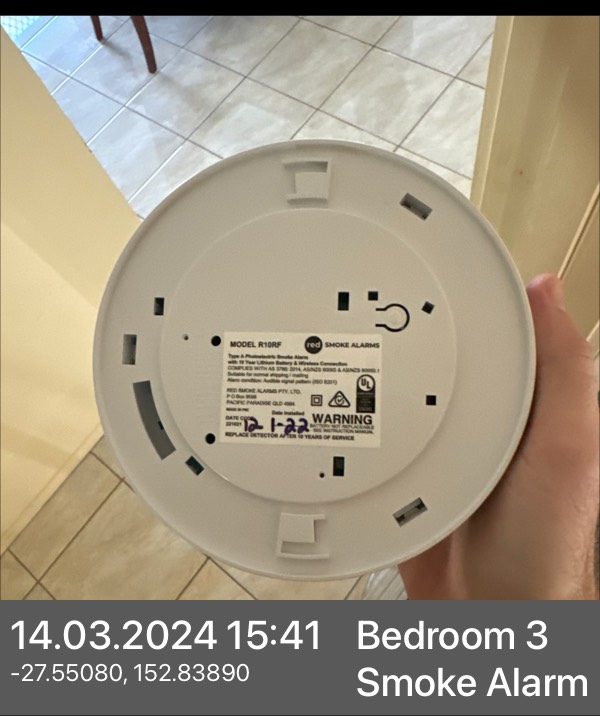 MODEL R10RF red SMOKE ALARMS
Type A Photoelectric Smoke Alarm
with 10 Year Lithium Battery & Wireless Connection
COMPLIES WITH AS 3786: 2014, AS/NZS 60065 & AS/NZS
Suitable for normal shipping / mailing
Alarm condition: Audible signal pattern (ISO 8201)
RED SMOKE ALARMS PTY. LTD.
P O Box
PACIFIC PARADISE QLD 4564
MADE IN PRC
UL
DATE CODE Date Installed WARNING
12 1-22 BATTERY NOT REPLACEABLE
- SEE INSTRUCTION MANUAL
REPLACE DETECTOR AFTER 10 YEARS OF SERVICE
14.03.2024 15:41
-27.55080, 152.83890
Bedroom 3
Smoke Alarm